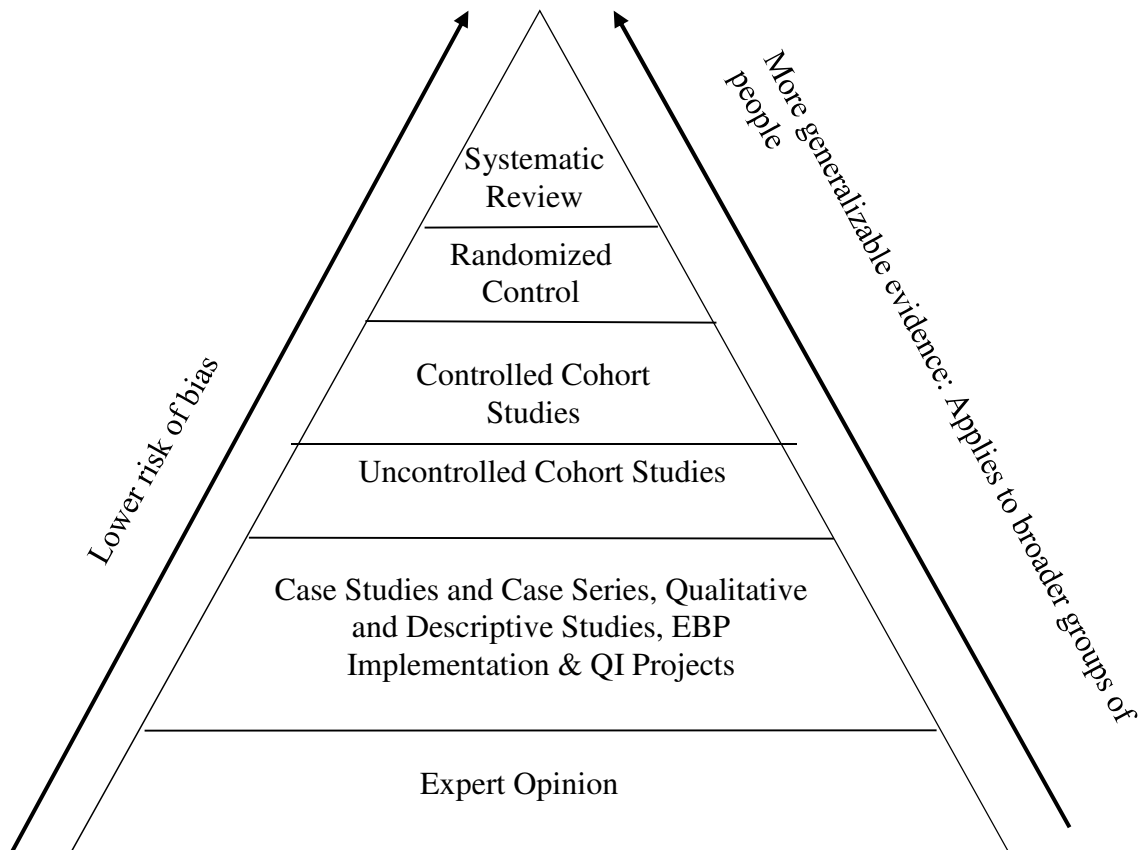 Systematic
Review
Randomized
Control
Controlled Cohort
Studies
Uncontrolled Cohort Studies
Case Studies and Case Series, Qualitative
and Descriptive Studies, EBP
Implementation & QI Projects
Expert Opinion
Lower risk of bias
More generalizable evidence: Applies to broader groups of
people